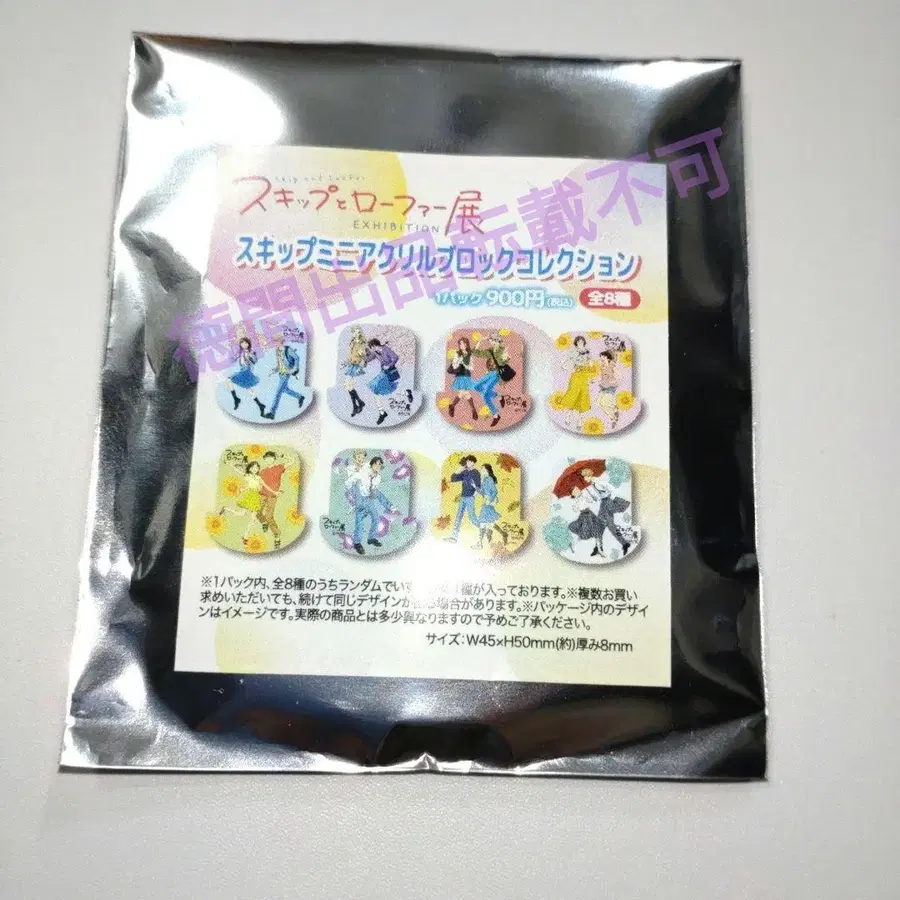 Skip and Loafer
スキップとローファー展
EXHIBITION
スキップミニアクリルブロックコレクション
1パック900円(税込) 全8種
※1パック内、全8種のうちランダムでいず 種が入っております。※複数お買い
求めいただいても、続けて同じデザインが出る場合があります。※パッケージ内のデザイ
ンはイメージです。実際の商品とは多少異なりますので予めご了承ください。
サイズ:W45×H50mm(約)厚み8mm
徳間出品転載不可